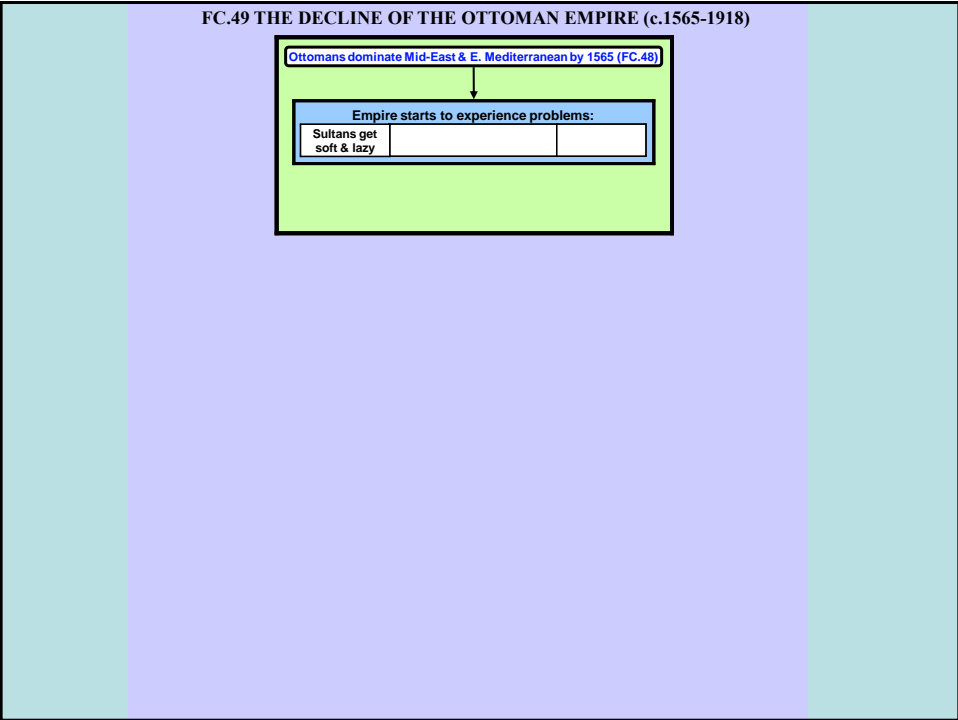 FC.49 THE DECLINE OF THE OTTOMAN EMPIRE (c.1565-1918)
Ottomans dominate Mid-East & E. Mediterranean by 1565 (FC.48)
Empire starts to experience problems:
Sultans get
soft & lazy